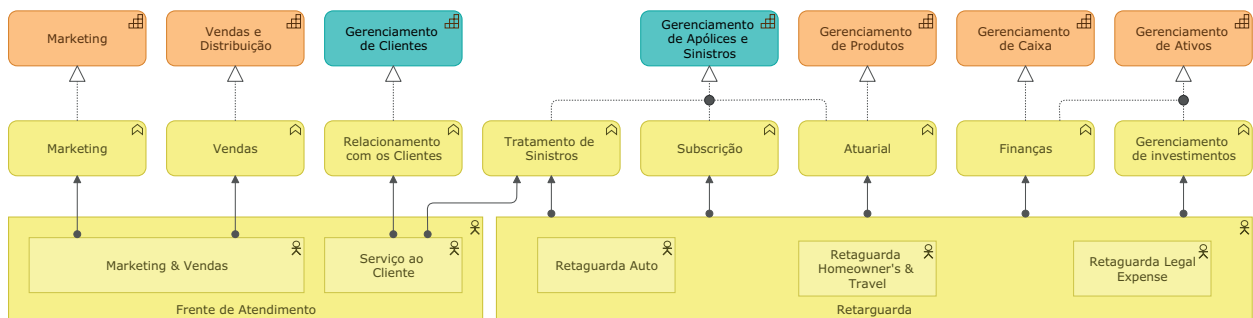 Marketing
Vendas e
Distribuição
Gerenciamento
de Clientes
Gerenciamento
de Apólices e
Sinistros
Gerenciamento
de Produtos
Gerenciamento
de Caixa
Gerenciamento
de Ativos
Marketing
Vendas
Relacionamento
com os Clientes
Tratamento de
Sinistros
Subscrição
Atuarial
Finanças
Gerenciamento
de investimentos
Marketing & Vendas
Serviço ao
Cliente
Frente de Atendimento
Retaguarda Auto
Retaguarda
Homeowner's &
Travel
Retaguarda Legal
Expense
Retarguarda